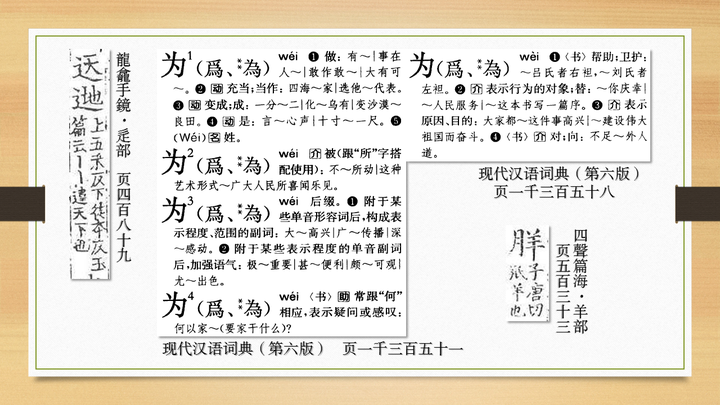 龍龕手鏡·辵部 页四百八十九
迗
上五禾反下徒本反玉
篇云丨丨遠天下也
为1(爲、**為) wéi ❶ 做：有~|事在
人~|敢作敢~|大有可
~。❷ 动 充当；当作：四海~家|选他~代表。
❸ 动 变成；成：一分~二|化~乌有|变沙漠~
良田。❹ 动 是：言~心声|十寸~一尺。❺
(Wéi) 名 姓。
为2(爲、**為) wéi 介 被(跟“所”字搭
配使用)：不~所动|这种
艺术形式~广大人民所喜闻乐见。
为3(爲、**為) wéi 后缀。❶ 附于某
些单音形容词后，构成表
示程度、范围的副词：大~高兴|广~传播|深
~感动。❷ 附于某些表示程度的单音副词
后，加强语气：极~重要|甚~便利|颇~可观|
尤~出色。
为4(爲、**為) wéi 〈书〉助 常跟“何”
相应，表示疑问或感叹：
何以家~(要家干什么)?
现代汉语词典（第六版） 页一千三百五十一
为(爲、**為) wèi ❶〈书〉帮助；卫护：
~吕氏者右袒，~刘氏者
左袒。❷ 介 表示行为的对象；替：~你庆幸|
~人民服务|~这本书写一篇序。❸ 介 表示
原因、目的：大家都~这件事高兴|~建设伟大
祖国而奋斗。❹〈书〉介 对；向：不足~外人
道。
现代汉语词典（第六版）
页一千三百五十八
四聲篇海·羊部
页五百三十三
子唐切
羊也